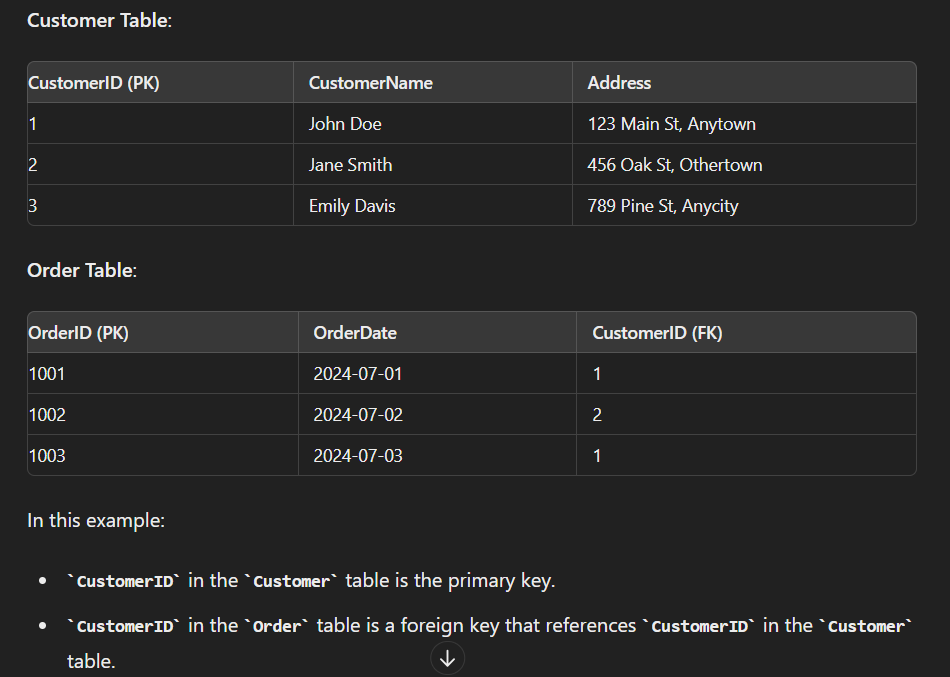 Customer Table:
CustomerID (PK) CustomerName Address
1 John Doe 123 Main St, Anytown
2 Jane Smith 456 Oak St, Othertown
3 Emily Davis 789 Pine St, Anycity
Order Table:
OrderID (PK) OrderDate CustomerID (FK)
1001 2024-07-01 1
1002 2024-07-02 2
1003 2024-07-03 1
In this example:
• `CustomerID` in the `Customer` table is the primary key.
• `CustomerID` in the `Order` table is a foreign key that references `CustomerID` in the `Customer`
table.